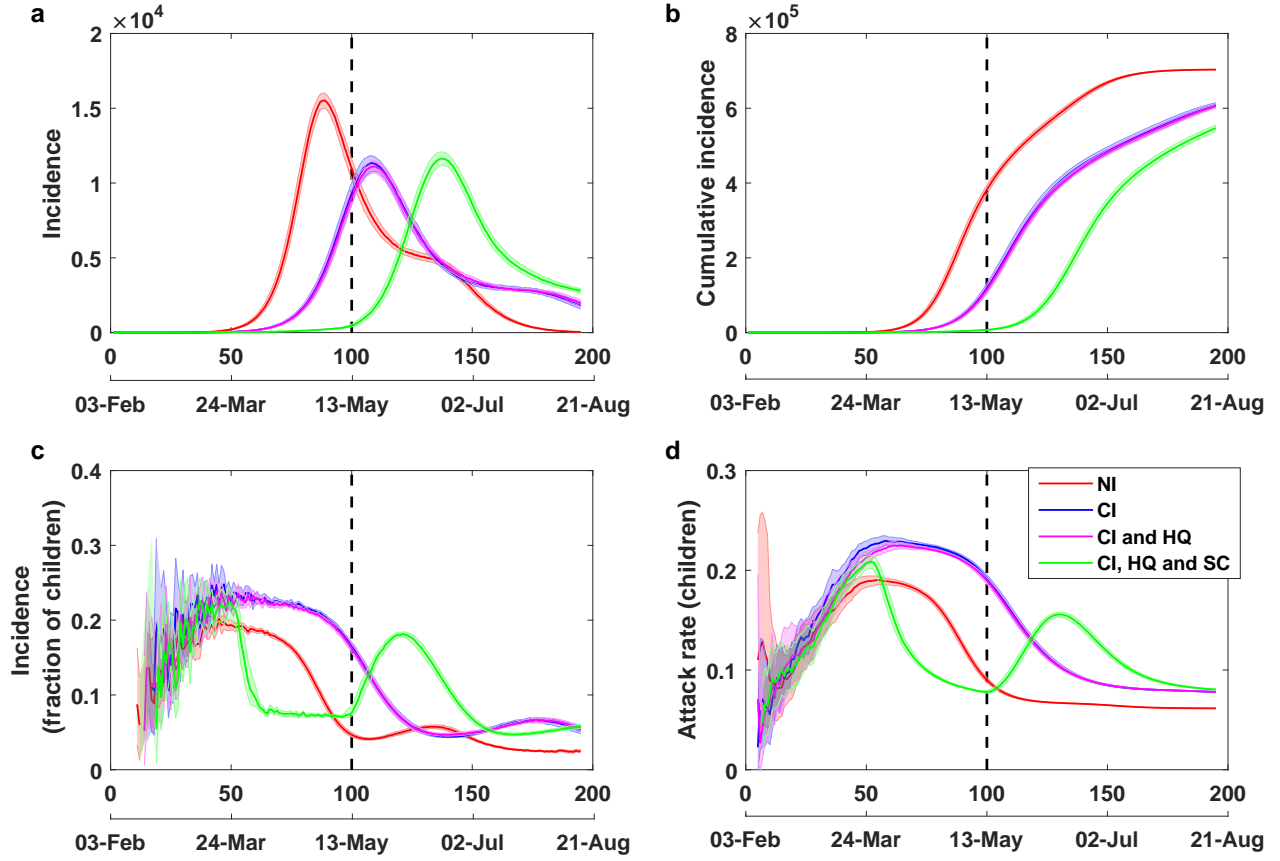 a
×10⁴
2
1.5
1
0.5
0
Incidence
0 50 100 150 200
03-Feb 24-Mar 13-May 02-Jul 21-Aug
b
×10⁵
8
6
4
2
0
Cumulative incidence
0 50 100 150 200
03-Feb 24-Mar 13-May 02-Jul 21-Aug
c
0.4
0.3
0.2
0.1
0
Incidence
(fraction of children)
0 50 100 150 200
03-Feb 24-Mar 13-May 02-Jul 21-Aug
d
0.3
0.2
0.1
0
Attack rate (children)
NI
CI
CI and HQ
CI, HQ and SC
0 50 100 150 200
03-Feb 24-Mar 13-May 02-Jul 21-Aug